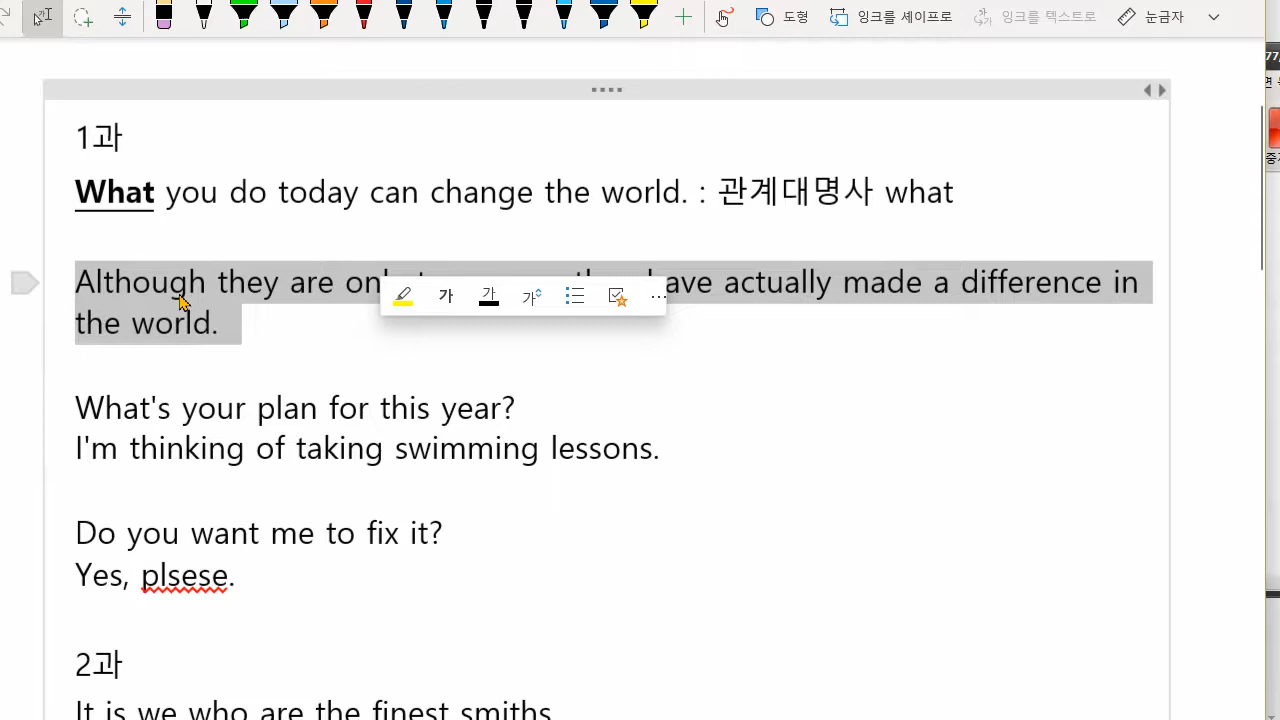 도형
잉크를 셰이프로
잉크를 텍스트로
눈금자
1과
What you do today can change the world. : 관계대명사 what
Although they are ave actually made a difference in
the world.
가
가
가
What's your plan for this year?
I'm thinking of taking swimming lessons.
Do you want me to fix it?
Yes, plsese.
2과
It is we who are the finest smiths